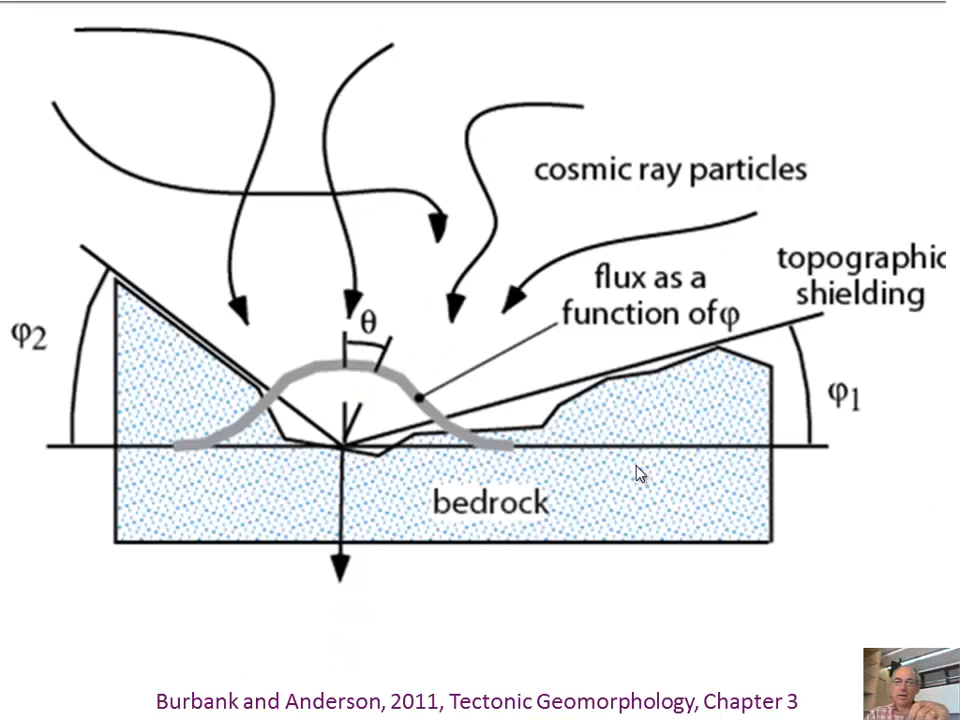 cosmic ray particles
topographic
shielding
flux as a
function of φ
θ
φ2
φ1
bedrock
Burbank and Anderson, 2011, Tectonic Geomorphology, Chapter 3